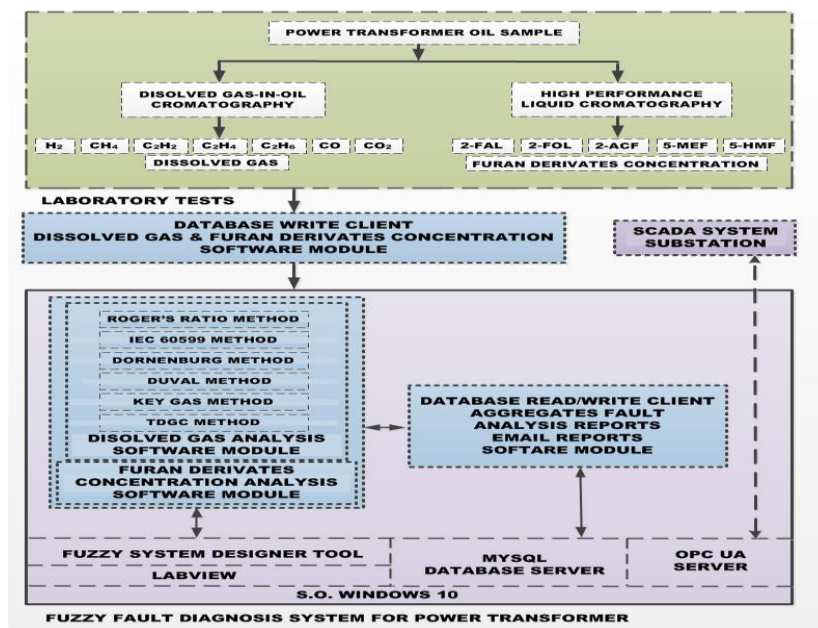 POWER TRANSFORMER OIL SAMPLE
DISOLVED GAS-IN-OIL
CROMATOGRAPHY
HIGH PERFORMANCE
LIQUID CROMATOGRAPHY
H₂ CH₄ C₂H₂ C₂H₄ C₂H₆ CO CO₂
DISSOLVED GAS
2-FAL 2-FOL 2-ACF 5-MEF 5-HMF
FURAN DERIVATES CONCENTRATION
LABORATORY TESTS
DATABASE WRITE CLIENT
DISSOLVED GAS & FURAN DERIVATES CONCENTRATION
SOFTWARE MODULE
SCADA SYSTEM
SUBSTATION
ROGER'S RATIO METHOD
IEC 60599 METHOD
DORNENBURG METHOD
DUVAL METHOD
KEY GAS METHOD
TDGC METHOD
DISOLVED GAS ANALYSIS
SOFTWARE MODULE
FURAN DERIVATES
CONCENTRATION ANALYSIS
SOFTWARE MODULE
DATABASE READ/WRITE CLIENT
AGGREGATES FAULT
ANALYSIS REPORTS
EMAIL REPORTS
SOFTARE MODULE
FUZZY SYSTEM DESIGNER TOOL
LABVIEW
MYSQL
DATABASE SERVER
OPC UA
SERVER
S.O. WINDOWS 10
FUZZY FAULT DIAGNOSIS SYSTEM FOR POWER TRANSFORMER